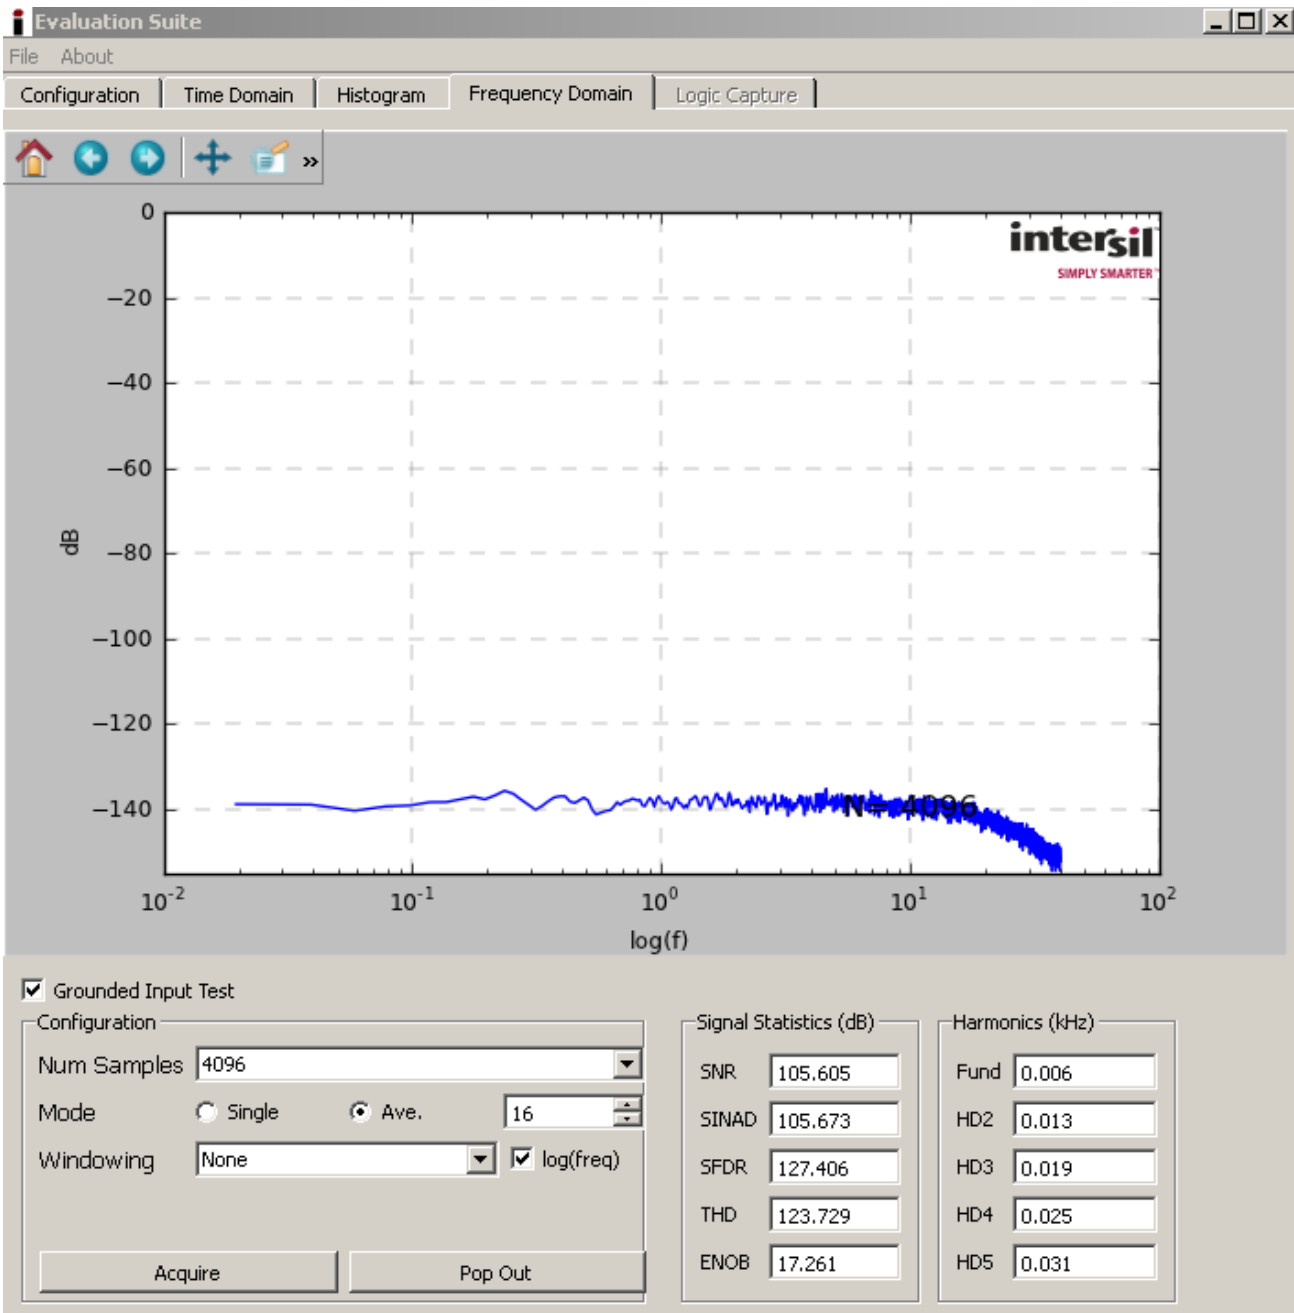 Evaluation Suite
File About
Configuration Time Domain Histogram Frequency Domain Logic Capture
»
intersil
SIMPLY SMARTER™
0
−20
−40
−60
−80
−100
−120
−140
dB
N= 4096
10-2 10-1 100 101 102
log(f)
Grounded Input Test
Configuration
Num Samples 4096
Mode Single Ave. 16
Windowing None log(freq)
Acquire Pop Out
Signal Statistics (dB)
SNR 105.605
SINAD 105.673
SFDR 127.406
THD 123.729
ENOB 17.261
Harmonics (kHz)
Fund 0.006
HD2 0.013
HD3 0.019
HD4 0.025
HD5 0.031